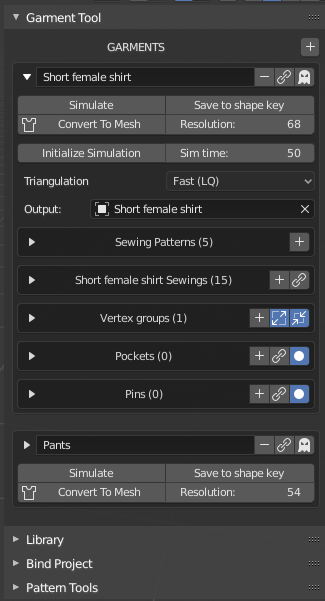 Garment Tool
GARMENTS
Short female shirt
Simulate Save to shape key
Convert To Mesh Resolution: 68
Initialize Simulation Sim time: 50
Triangulation Fast (LQ)
Output: Short female shirt
Sewing Patterns (5)
Short female shirt Sewings (15)
Vertex groups (1)
Pockets (0)
Pins (0)
Pants
Simulate Save to shape key
Convert To Mesh Resolution: 54
Library
Bind Project
Pattern Tools